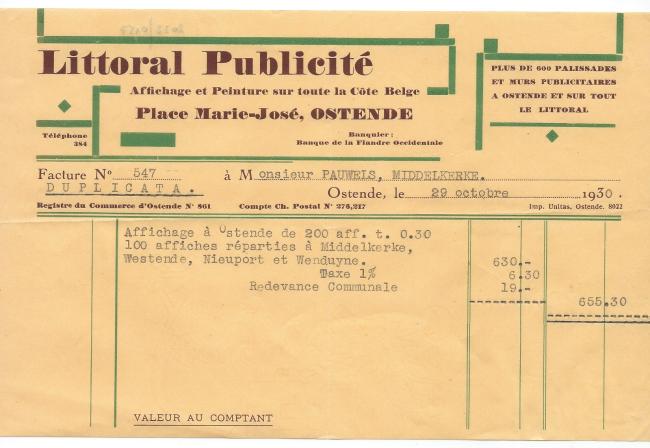 Littoral Publicité
Affichage et Peinture sur toute la Côte Belge
Place Marie-José, OSTENDE
PLUS DE 600 PALISSADES
ET MURS PUBLICITAIRES
A OSTENDE ET SUR TOUT
LE LITTORAL
Téléphone
384
Banquier :
Banque de la Flandre Occidentale
Facture No 547 à Monsieur PAUWELS, MIDDELKERKE.
DUPLICATA. Ostende, le 29 octobre 1930.
Registre du Commerce d'Ostende No 861 Compte Ch. Postal No 276,217 Imp. Unitas, Ostende. 8022
Affichage à Ostende de 200 aff. t. 0.30
100 affiches réparties à Middelkerke,
Westende, Nieuport et Wenduyne. 630.-
Taxe 1% 6.30
Redevance Communale 19.-
655.30
VALEUR AU COMPTANT